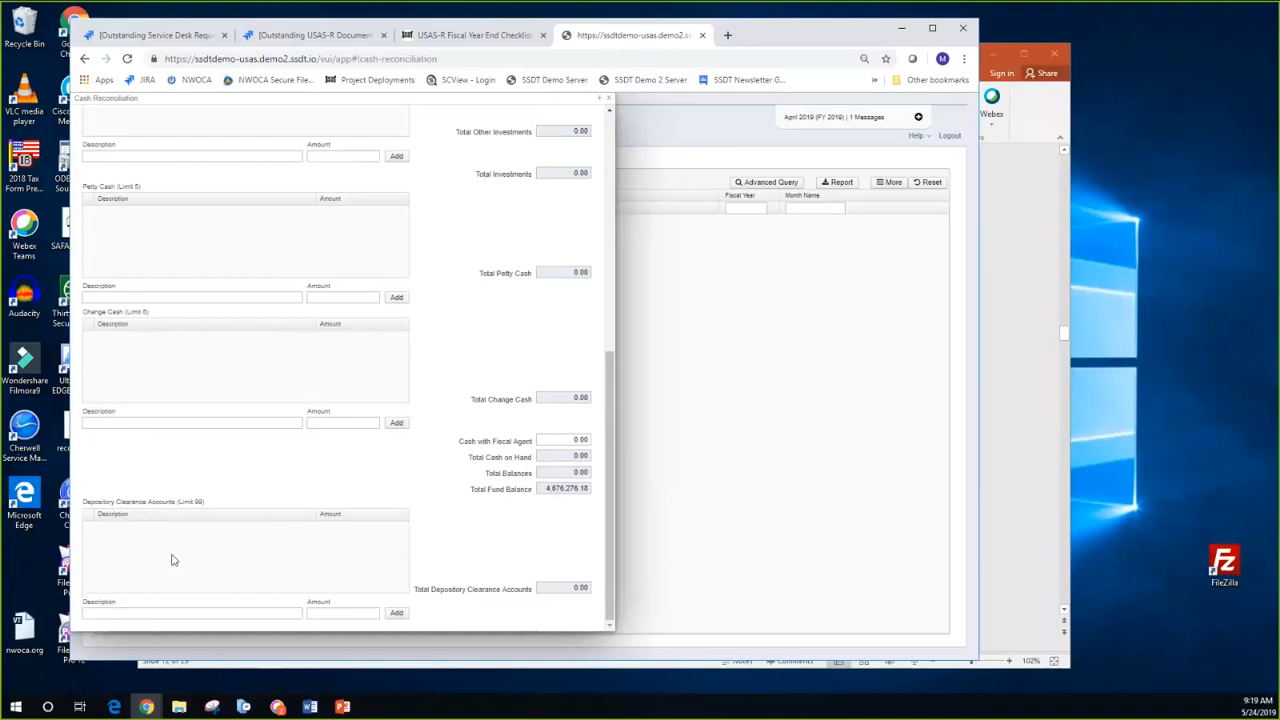 Recycle Bin
G
Ch
[Outstanding Service Desk Requ
[Outstanding USAS-R Document
USAS-R Fiscal Year End Checklist
https://ssdtdemo-usas.demo2.ss
https://ssdtdemo-usas.demo2.ssdt.io/vui/app#!cash-reconciliation
M
Sign in
Share
Apps
JIRA
NWOCA
NWOCA Secure File...
Project Deployments
SCView - Login
SSDT Demo Server
SSDT Demo 2 Server
SSDT Newsletter G...
»
Other bookmarks
Webex
VLC media player
2018 Tax Form Pre...
Webex Teams
SAFA
Audacity
Wondershare Filmora9
Cherwell Service Ma...
Microsoft Edge
nwoca.org
FileZilla
Cash Reconciliation
April 2019 (FY 2019) | 1 Messages
Help
Logout
Advanced Query
Report
More
Reset
Fiscal Year
Month Name
Total Other Investments 0.00
Description Amount
Add
Total Investments 0.00
Petty Cash (Limit 5)
Description Amount
Total Petty Cash 0.00
Description Amount
Add
Change Cash (Limit 6)
Description Amount
Total Change Cash 0.00
Description Amount
Add
Cash with Fiscal Agent 0.00
Total Cash on Hand 0.00
Total Balances 0.00
Total Fund Balance 4,676,276.18
Depository Clearance Accounts (Limit 99)
Description Amount
Total Depository Clearance Accounts 0.00
Description Amount
Add
102%
9:19 AM
5/24/2019